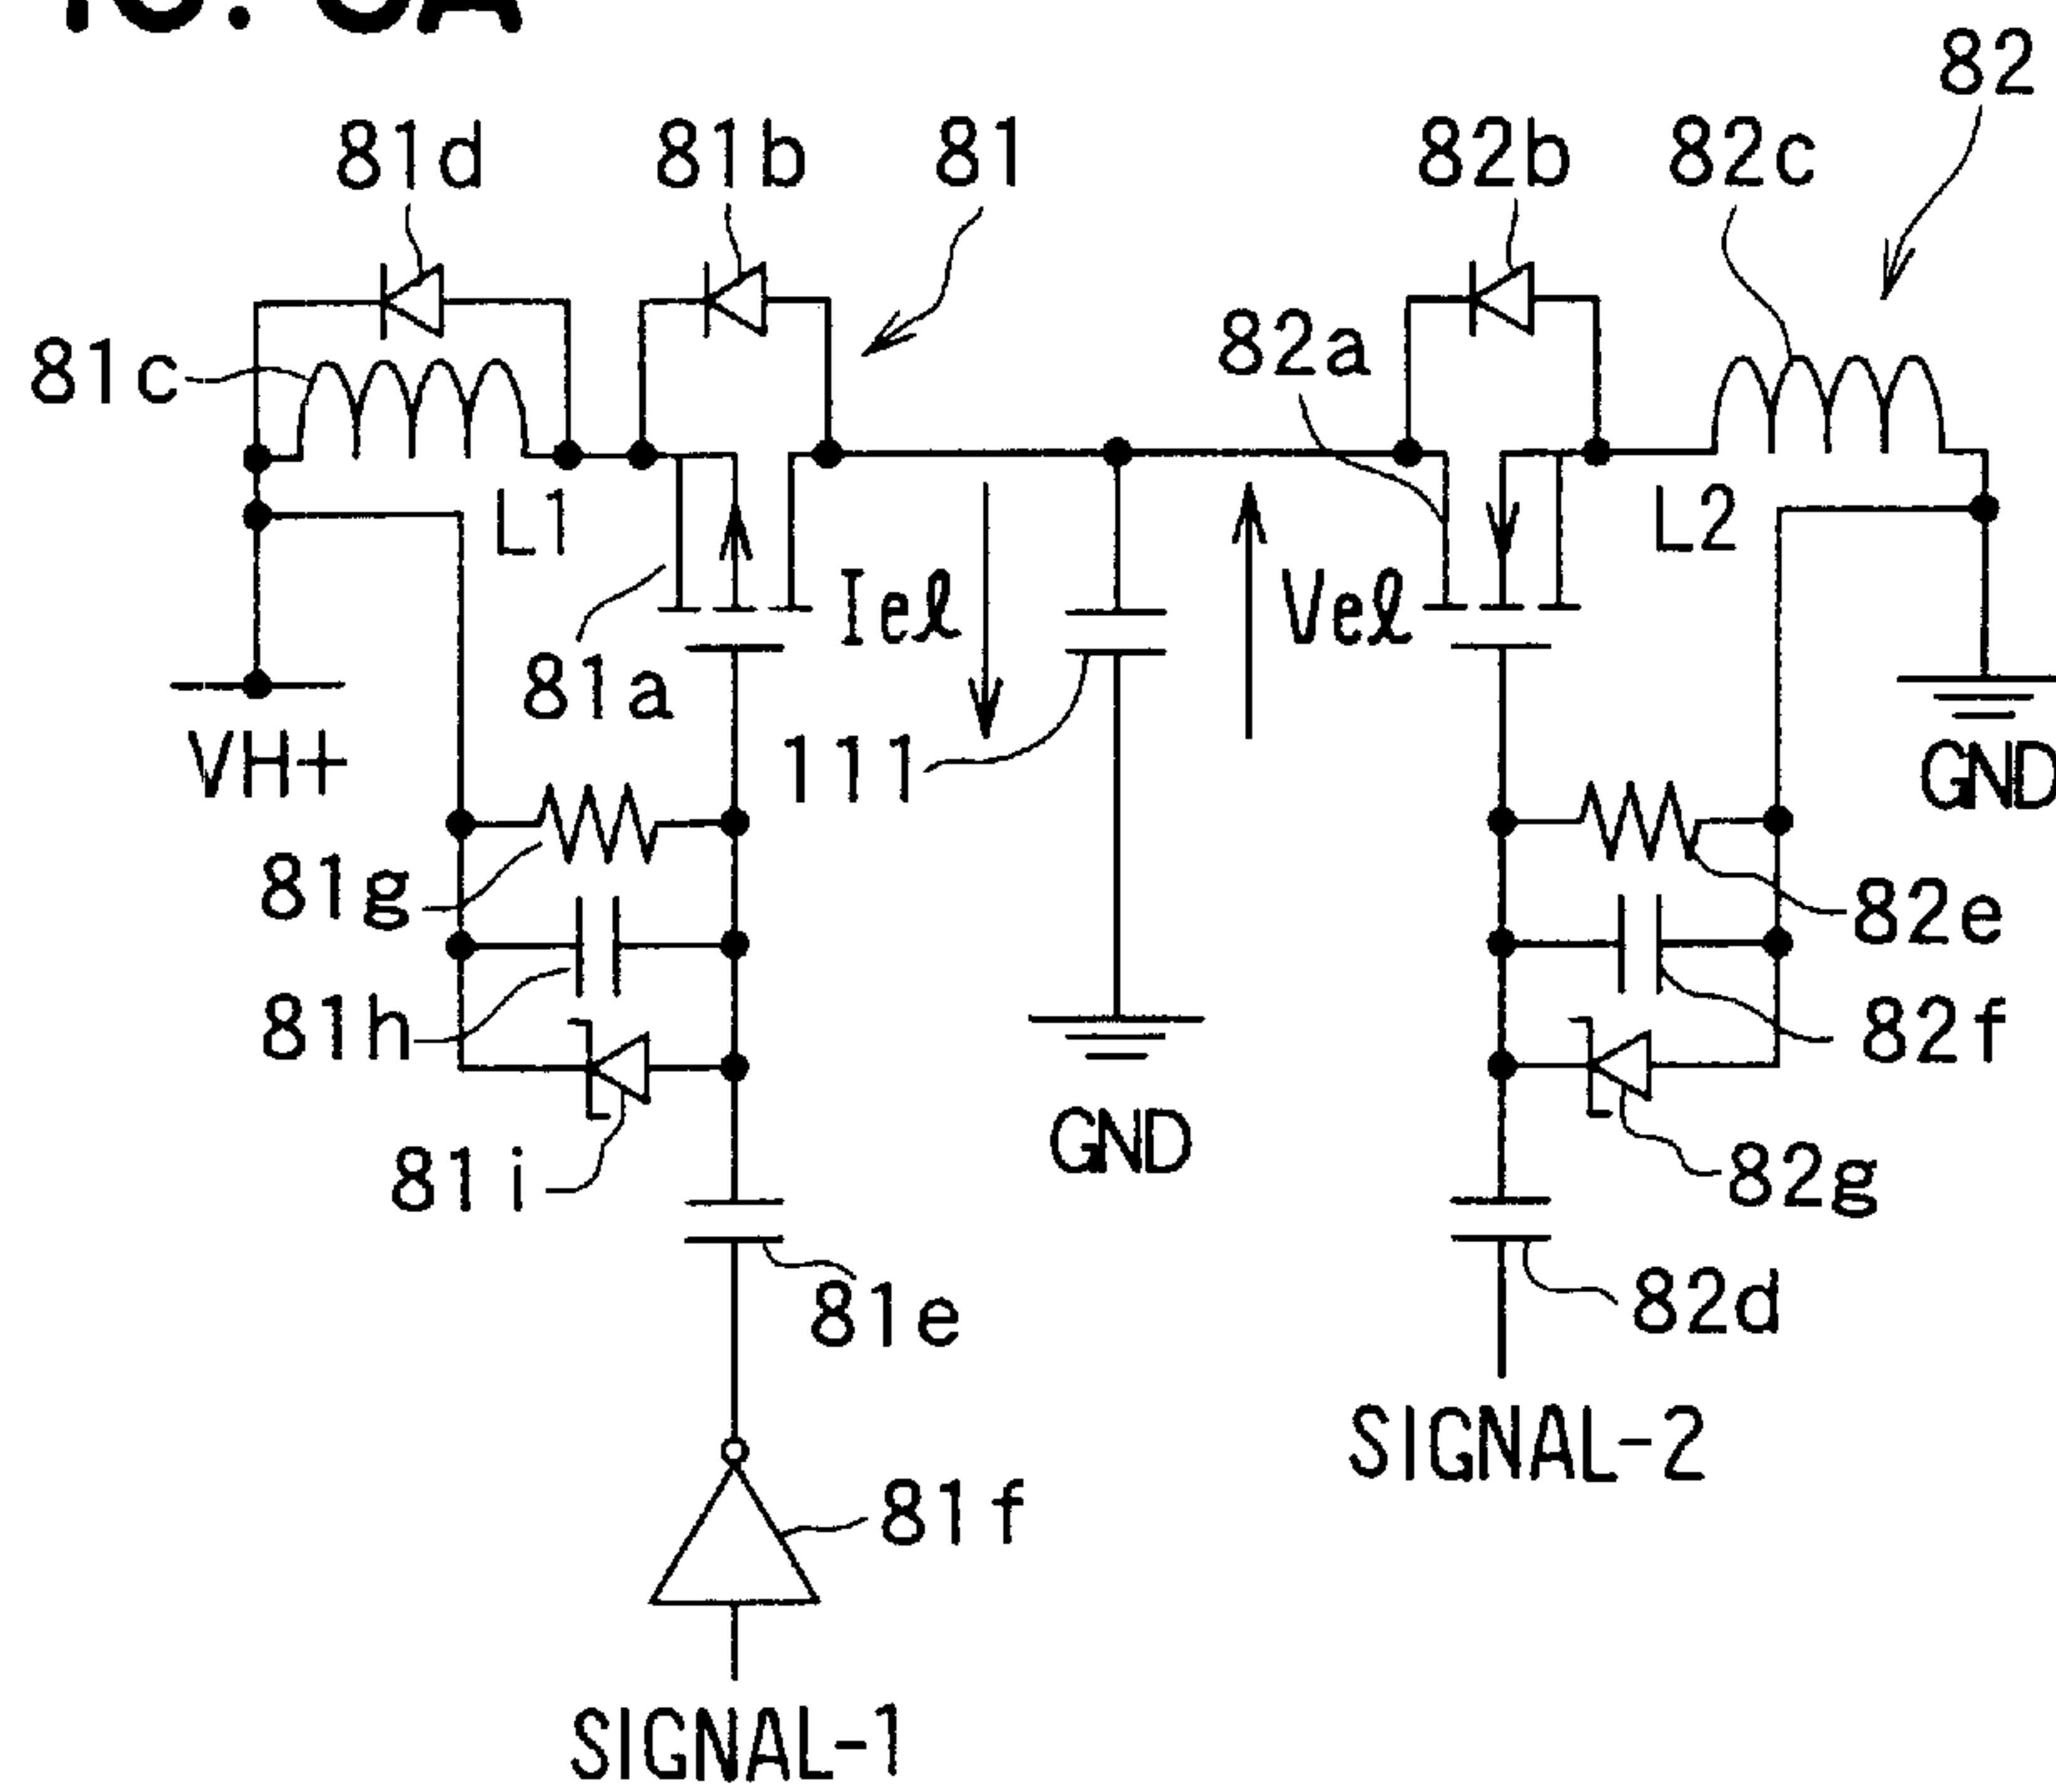 82
81d 81b 81 82b 82c
82a
81c
L1 L2
Iel Vel
81a
VH+ 111 GND
81g 82e
81h 82f
GND
81i 82g
81e 82d
SIGNAL-2
81f
SIGNAL-1